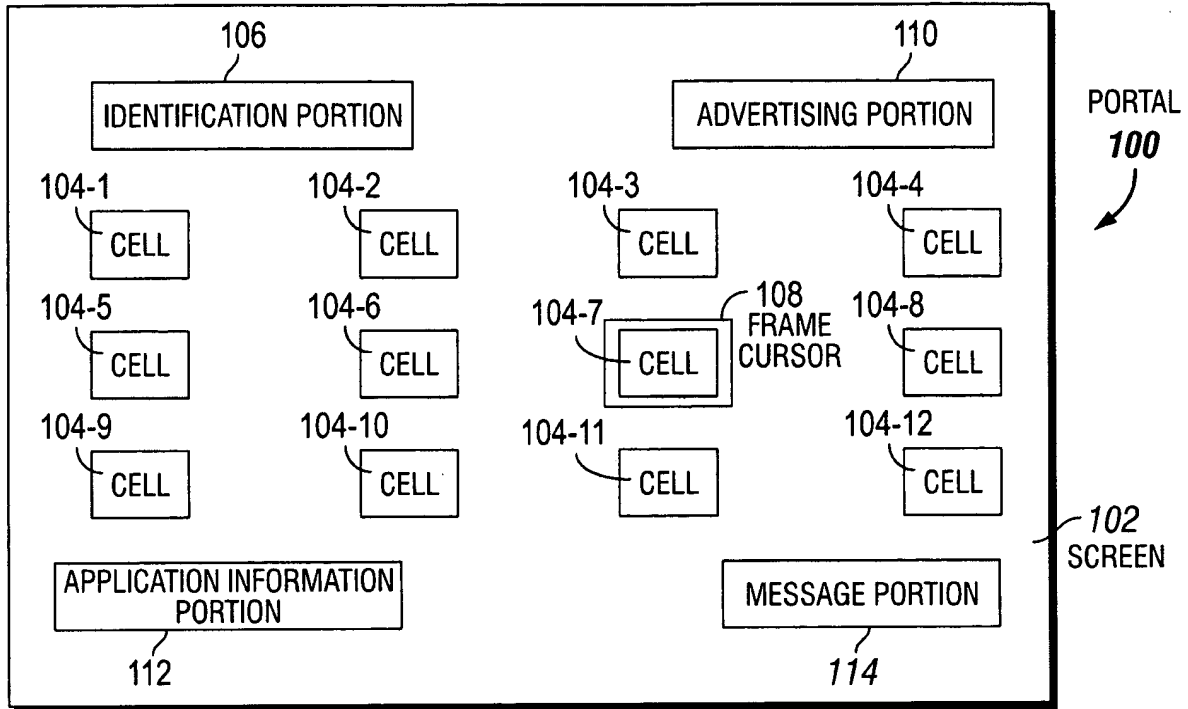 106
110
IDENTIFICATION PORTION
ADVERTISING PORTION
PORTAL
100
104-1
104-2
104-3
104-4
CELL
CELL
CELL
CELL
104-5
104-6
104-7
108
FRAME
CURSOR
104-8
CELL
CELL
CELL
CELL
104-9
104-10
104-11
104-12
CELL
CELL
CELL
CELL
102
SCREEN
APPLICATION INFORMATION
PORTION
MESSAGE PORTION
112
114